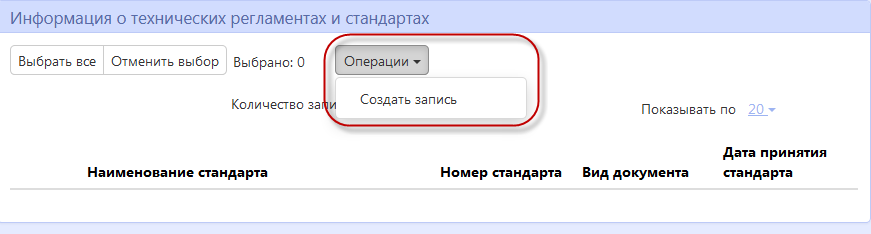 Информация о технических регламентах и стандартах
Выбрать все Отменить выбор Выбрано: 0 Операции
Создать запись
Количество запи Показывать по 20
Наименование стандарта Номер стандарта Вид документа Дата принятия стандарта